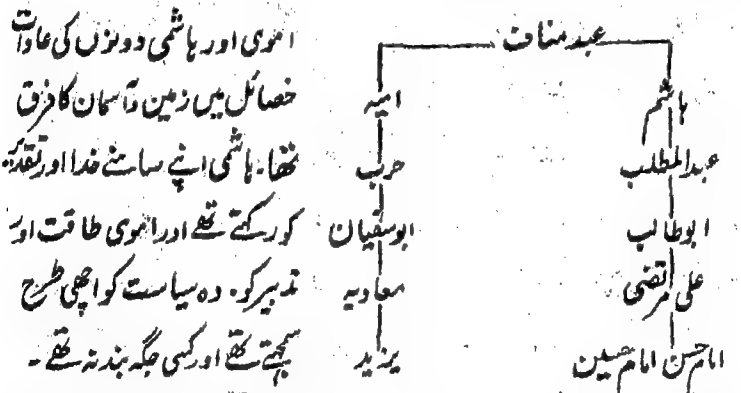 عبد مناف
ہاشم
عبدالمطلب
ابوطالب
علی مرتضیٰ
امام حسن امام حسین
امیہ
حرب
ابوسفیان
معاویہ
یزید
اموی اور ہاشمی دونوں کی عادات
خصائل میں زمین و آسمان کا فرق
تھا۔ ہاشمی اپنے سامنے خدا اور تقدیر
کو رکھتے تھے اور اموی طاقت اور
تدبیر کو۔ وہ سیاست کو اچھی طرح
سمجھتے تھے اور کسی جگہ بند نہ تھے۔